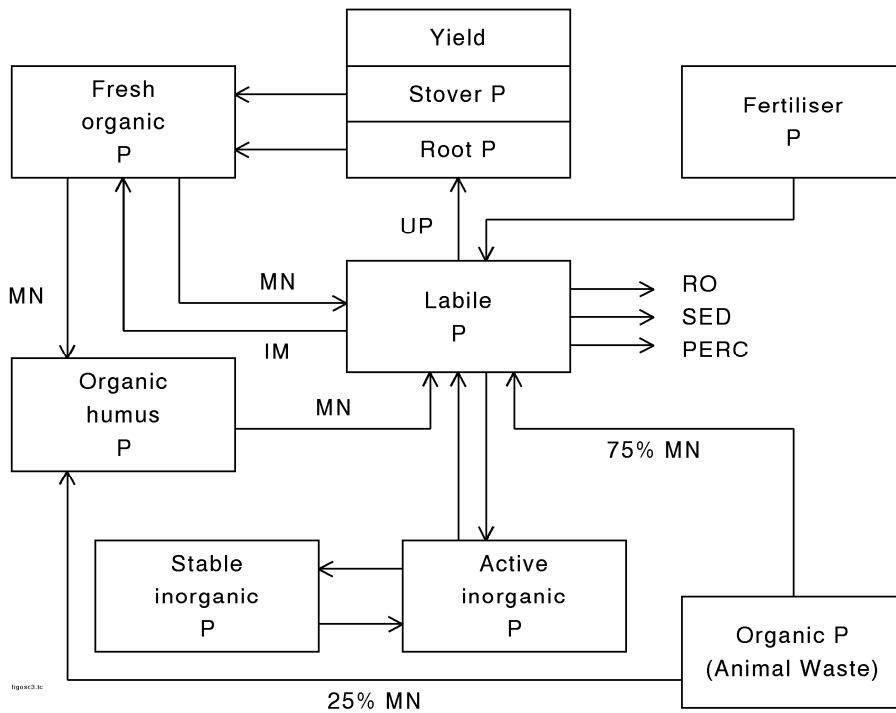 Yield
Fresh
organic
P
Stover P
Root P
Fertiliser
P
UP
MN
MN
Labile
P
RO
SED
PERC
IM
Organic
humus
P
MN
75% MN
Stable
inorganic
P
Active
inorganic
P
Organic P
(Animal Waste)
25% MN